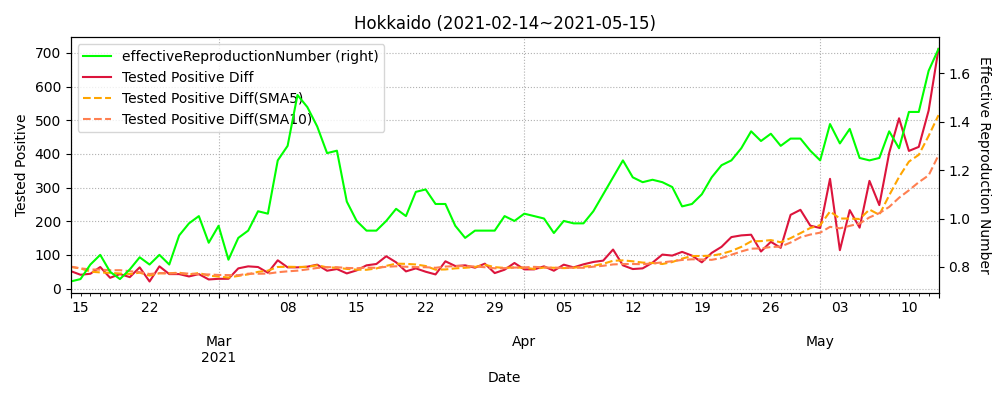 Hokkaido (2021-02-14~2021-05-15)
effectiveReproductionNumber (right)
Tested Positive Diff
Tested Positive Diff(SMA5)
Tested Positive Diff(SMA10)
Tested Positive
700
600
500
400
300
200
100
0
Effective Reproduction Number
1.6
1.4
1.2
1.0
0.8
15 22 08 15 22 29 05 12 19 26 03 10
Mar Apr May
2021
Date